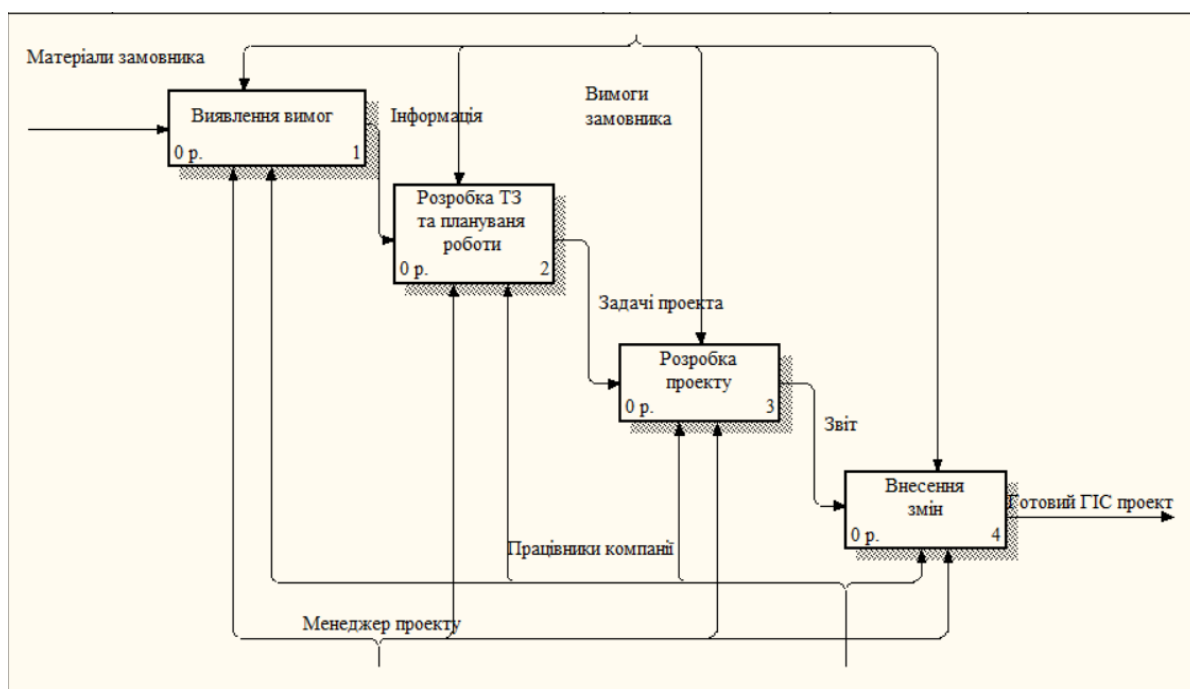 Матеріали замовника
Виявлення вимог
0 р.
1
Інформація
Вимоги
замовника
Розробка ТЗ
та плануваня
роботи
0 р.
2
Задачі проекта
Розробка
проекту
0 р.
3
Звіт
Внесення
змін
0 р.
4
Готовий ГІС проект
Працівники компанії
Менеджер проекту